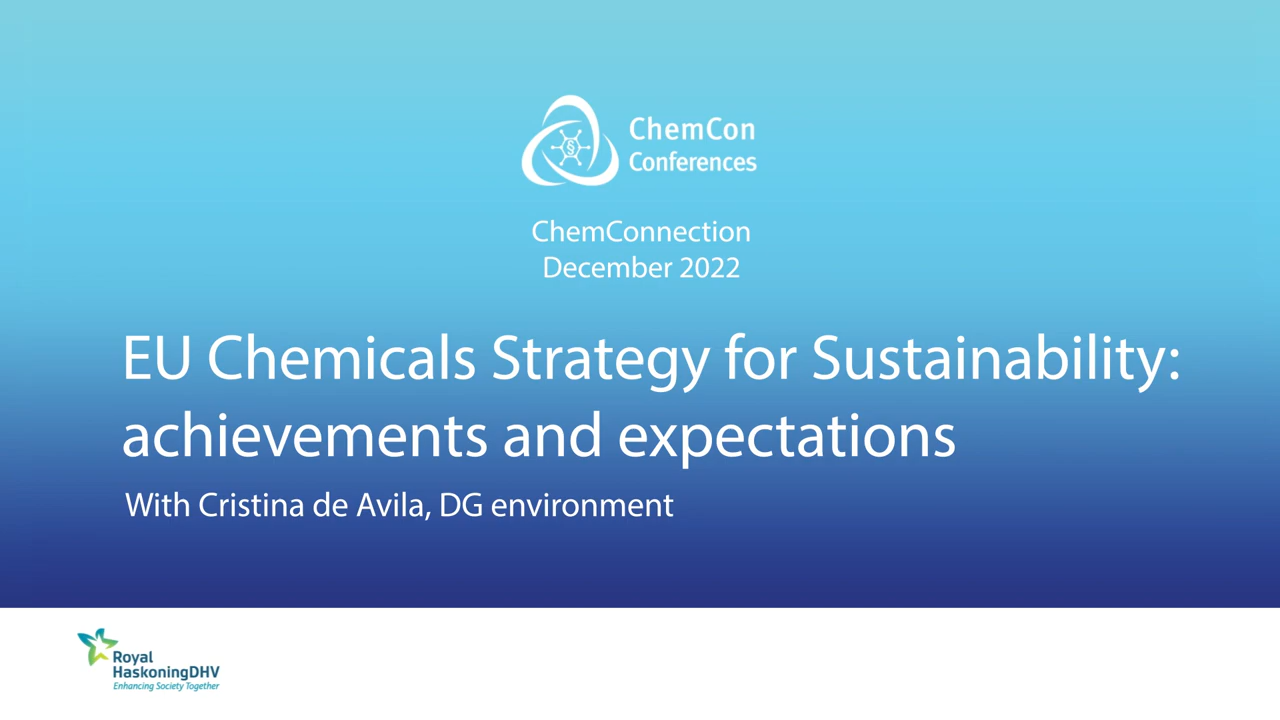 ChemCon
Conferences
ChemConnection
December 2022
EU Chemicals Strategy for Sustainability:
achievements and expectations
With Cristina de Avila, DG environment
Royal
HaskoningDHV
Enhancing Society Together